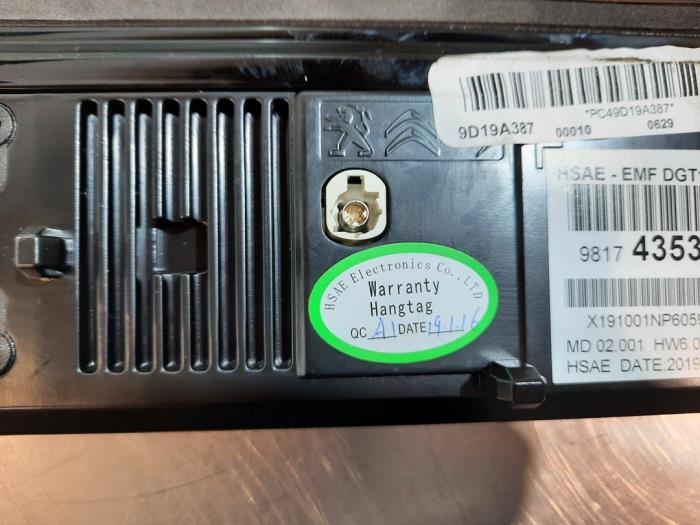 *PC49D19A387*
9D19A387 00010 0629
HSAE - EMF DGT
9817 4353
X191001NP6059
MD 02.001 HW6.0
HSAE DATE:2019
HSAE Electronics Co.,LTD
Warranty
Hangtag
QC A1 DATE 19.1.16